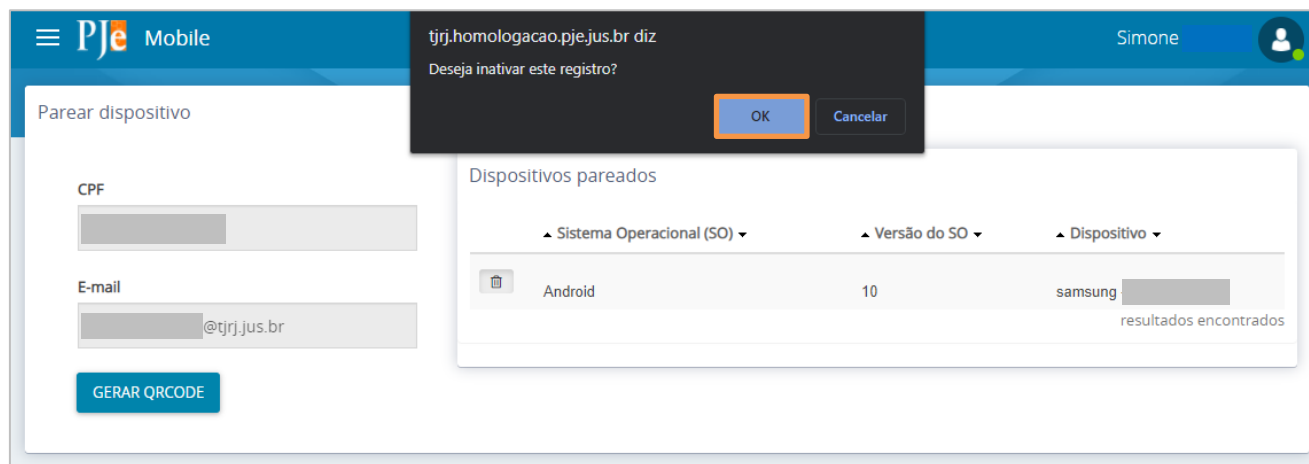 PJe Mobile
tjrj.homologacao.pje.jus.br diz
Deseja inativar este registro?
OK
Cancelar
Simone
Parear dispositivo
CPF
E-mail
@tjrj.jus.br
GERAR QRCODE
Dispositivos pareados
Sistema Operacional (SO)
Versão do SO
Dispositivo
Android
10
samsung
resultados encontrados